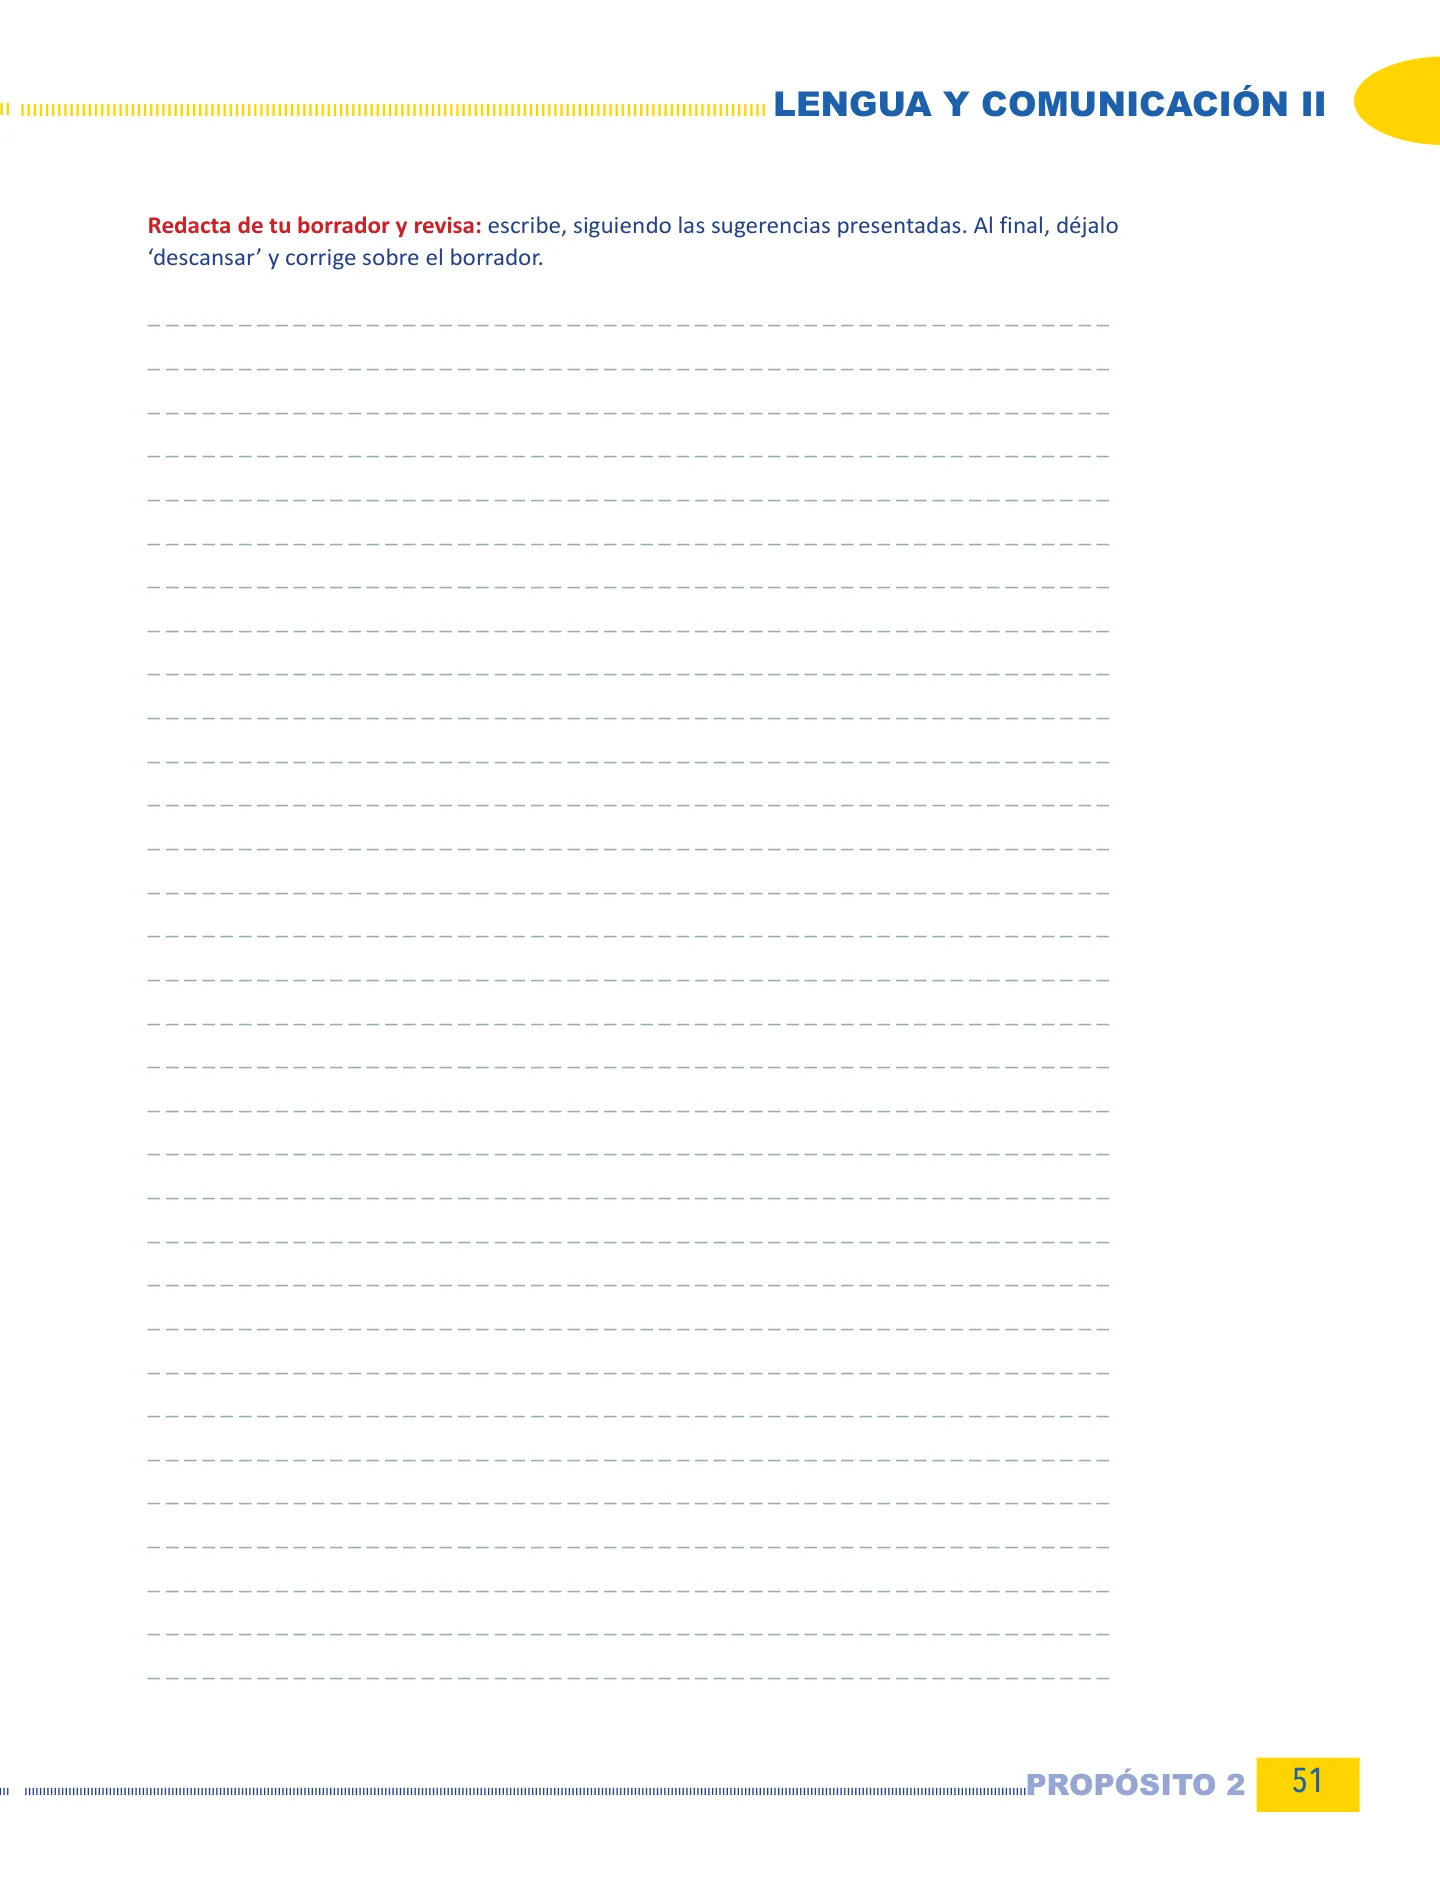 LENGUA Y COMUNICACIÓN II
Redacta de tu borrador y revisa: escribe, siguiendo las sugerencias presentadas. Al final, déjalo
‘descansar’ y corrige sobre el borrador.
PROPÓSITO 2
51